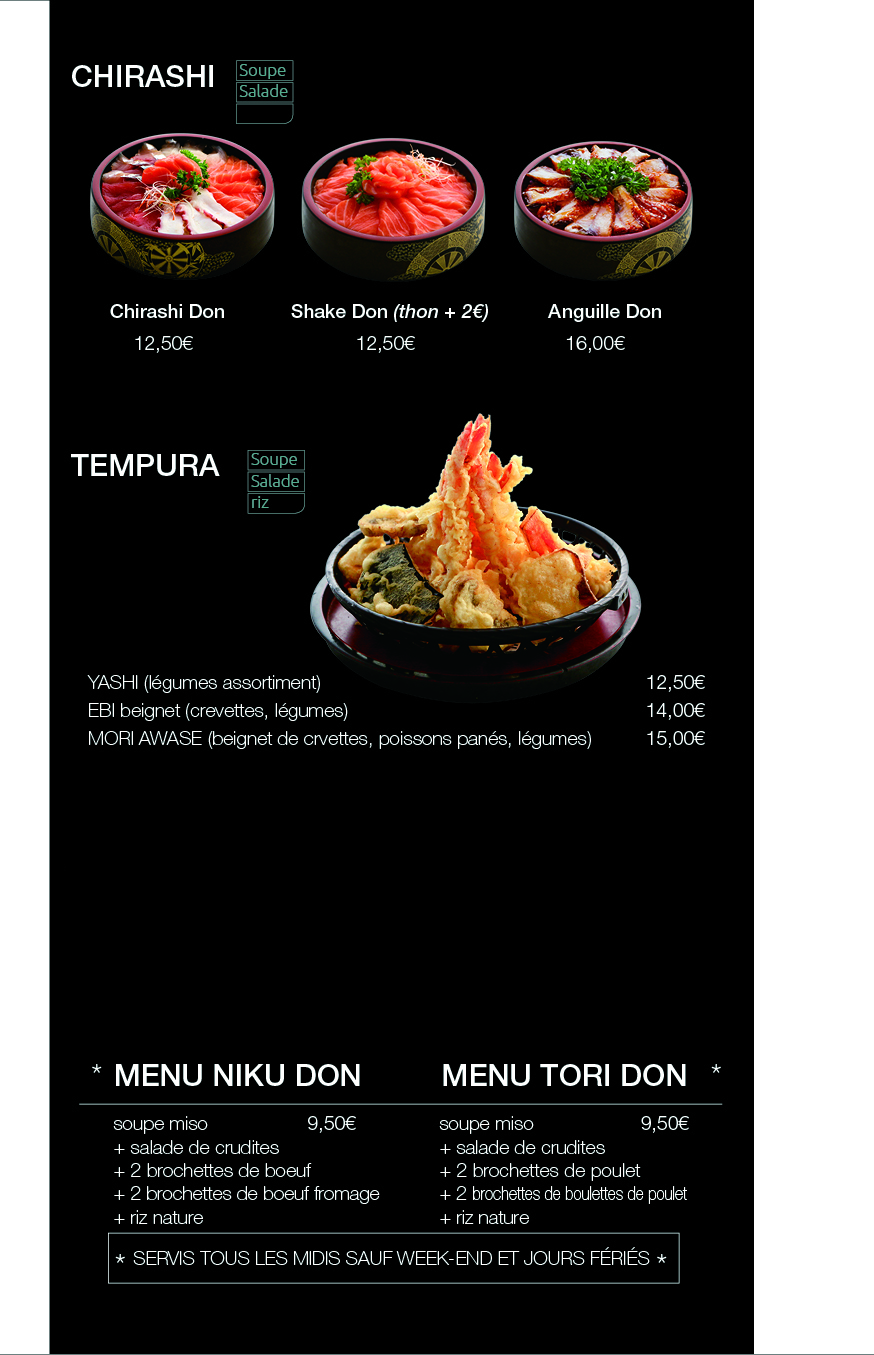 CHIRASHI
Soupe
Salade
Chirashi Don
12,50€
Shake Don (thon + 2€)
12,50€
Anguille Don
16,00€
TEMPURA
Soupe
Salade
riz
YASHI (légumes assortiment) 12,50€
EBI beignet (crevettes, légumes) 14,00€
MORI AWASE (beignet de crvettes, poissons panés, légumes) 15,00€
* MENU NIKU DON
soupe miso 9,50€
+ salade de crudites
+ 2 brochettes de boeuf
+ 2 brochettes de boeuf fromage
+ riz nature
MENU TORI DON *
soupe miso 9,50€
+ salade de crudites
+ 2 brochettes de poulet
+ 2 brochettes de boulettes de poulet
+ riz nature
* SERVIS TOUS LES MIDIS SAUF WEEK-END ET JOURS FÉRIÉS *